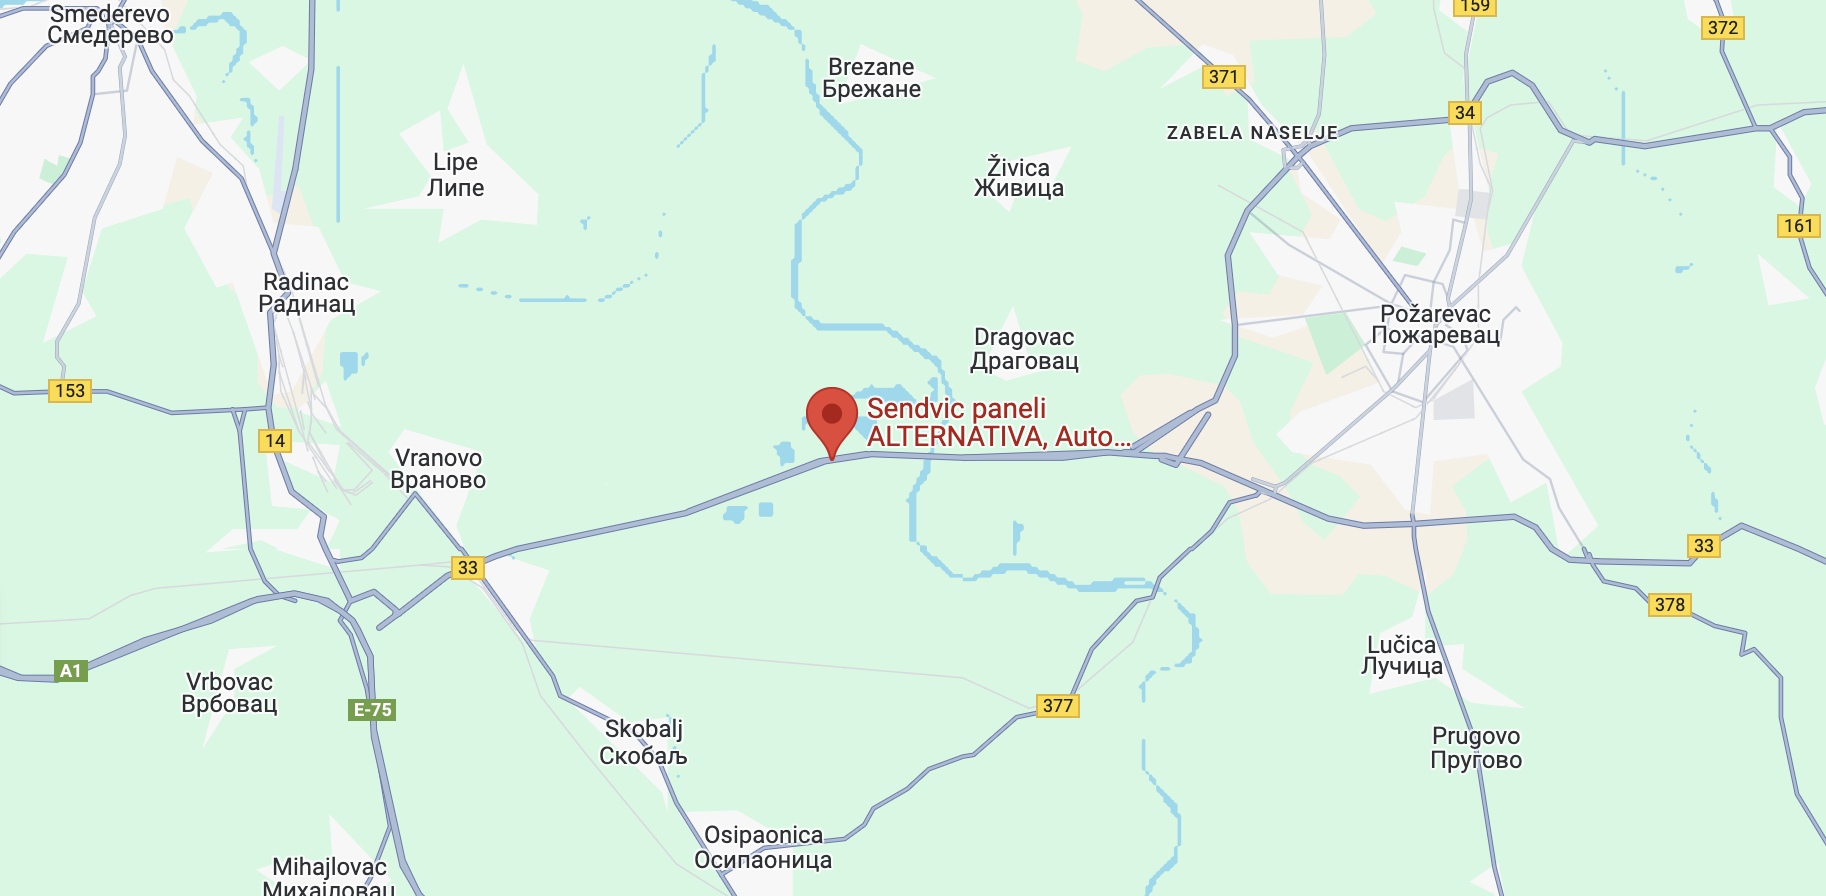 Smederevo
Смедерево
159
372
Brezane
Брежане
371
34
ZABELA NASELJE
Lipe
Липе
Živica
Живица
161
Radinac
Радинац
Požarevac
Пожаревац
Dragovac
Драговац
153
Sendvic paneli
ALTERNATIVA, Auto...
14
Vranovo
Враново
33
33
378
Lučica
Лучица
A1
Vrbovac
Врбовац
E-75
377
Skobalj
Скобаљ
Prugovo
Пругово
Osipaonica
Осипаоница
Mihajlovac
Михајловац